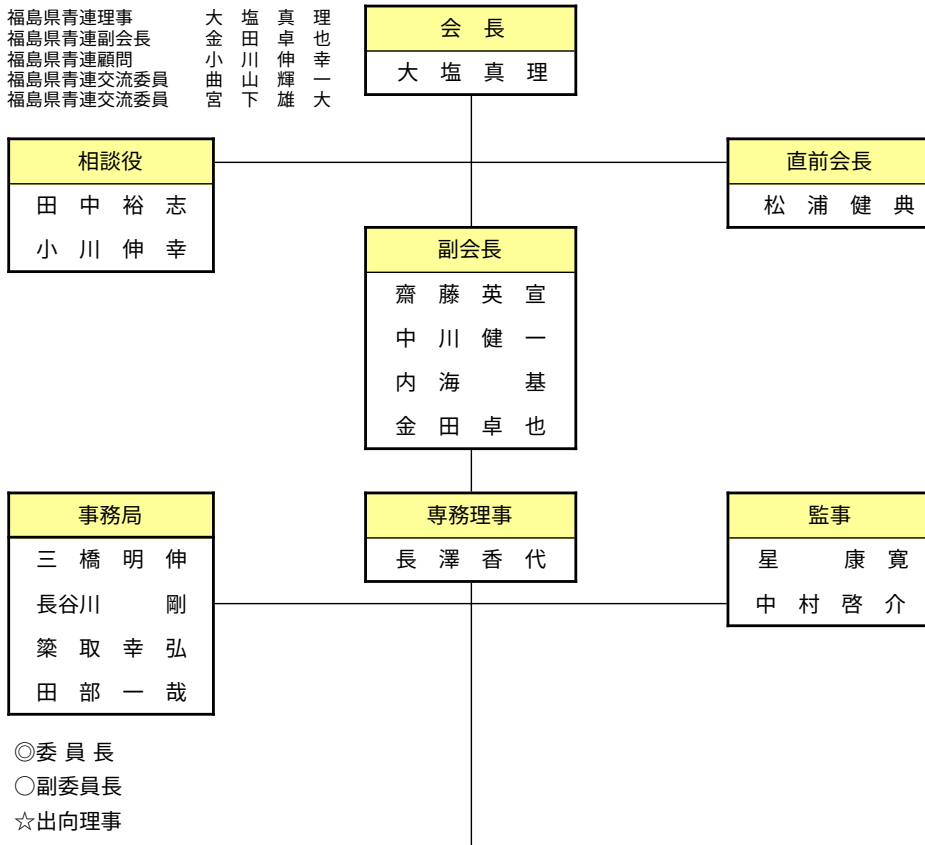 福島県青連理事 大塩真理
福島県青連副会長 金田卓也
福島県青連顧問 小川伸幸
福島県青連交流委員 曲山輝一
福島県青連交流委員 宮下雄大
会 長
大塩真理
相談役
田中裕志
小川伸幸
直前会長
松浦健典
副会長
齋藤英宣
中川健一
内海 基
金田卓也
事務局
三橋明伸
長谷川 剛
簗取幸弘
田部一哉
専務理事
長澤香代
監事
星 康寛
中村啓介
◎委 員 長
〇副委員長
☆出向理事